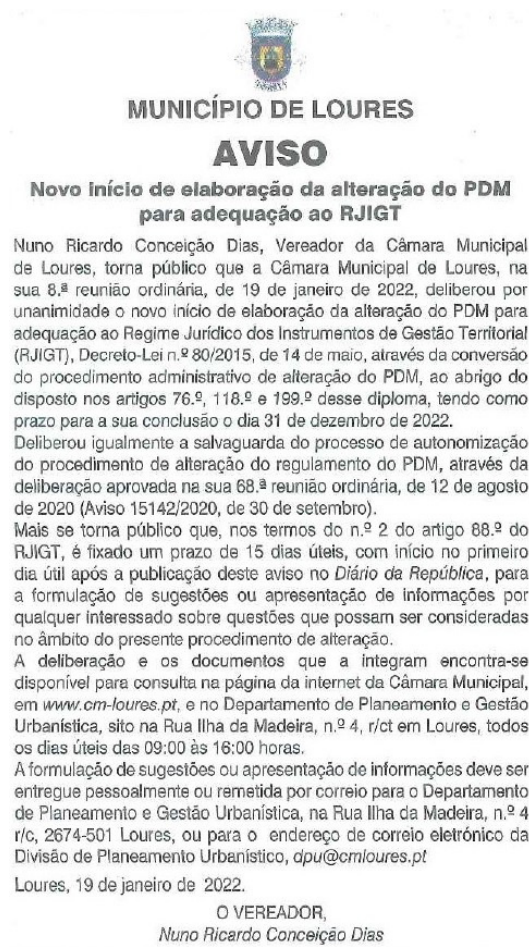 MUNICÍPIO DE LOURES
AVISO
Novo início de elaboração da alteração do PDM
para adequação ao RJIGT
Nuno Ricardo Conceição Dias, Vereador da Câmara Municipal
de Loures, torna público que a Câmara Municipal de Loures, na
sua 8.ª reunião ordinária, de 19 de janeiro de 2022, deliberou por
unanimidade o novo início de elaboração da alteração do PDM para
adequação ao Regime Jurídico dos Instrumentos de Gestão Territorial
(RJIGT), Decreto-Lei n.º 80/2015, de 14 de maio, através da conversão
do procedimento administrativo de alteração do PDM, ao abrigo do
disposto nos artigos 76.º, 118.º e 199.º desse diploma, tendo como
prazo para a sua conclusão o dia 31 de dezembro de 2022.
Deliberou igualmente a salvaguarda do processo de autonomização
do procedimento de alteração do regulamento do PDM, através da
deliberação aprovada na sua 68.ª reunião ordinária, de 12 de agosto
de 2020 (Aviso 15142/2020, de 30 de setembro).
Mais se torna público que, nos termos do n.º 2 do artigo 88.º do
RJIGT, é fixado um prazo de 15 dias úteis, com início no primeiro
dia útil após a publicação deste aviso no Diário da República, para
a formulação de sugestões ou apresentação de informações por
qualquer interessado sobre questões que possam ser consideradas
no âmbito do presente procedimento de alteração.
A deliberação e os documentos que a integram encontra-se
disponível para consulta na página da internet da Câmara Municipal,
em www.cm-loures.pt, e no Departamento de Planeamento e Gestão
Urbanística, sito na Rua Ilha da Madeira, n.º 4, r/ct em Loures, todos
os dias úteis das 09:00 às 16:00 horas.
A formulação de sugestões ou apresentação de informações deve ser
entregue pessoalmente ou remetida por correio para o Departamento
de Planeamento e Gestão Urbanística, na Rua Ilha da Madeira, n.º 4
r/c, 2674-501 Loures, ou para o endereço de correio eletrónico da
Divisão de Planeamento Urbanístico, dpu@cmloures.pt
Loures, 19 de janeiro de 2022.
O VEREADOR,
Nuno Ricardo Conceição Dias